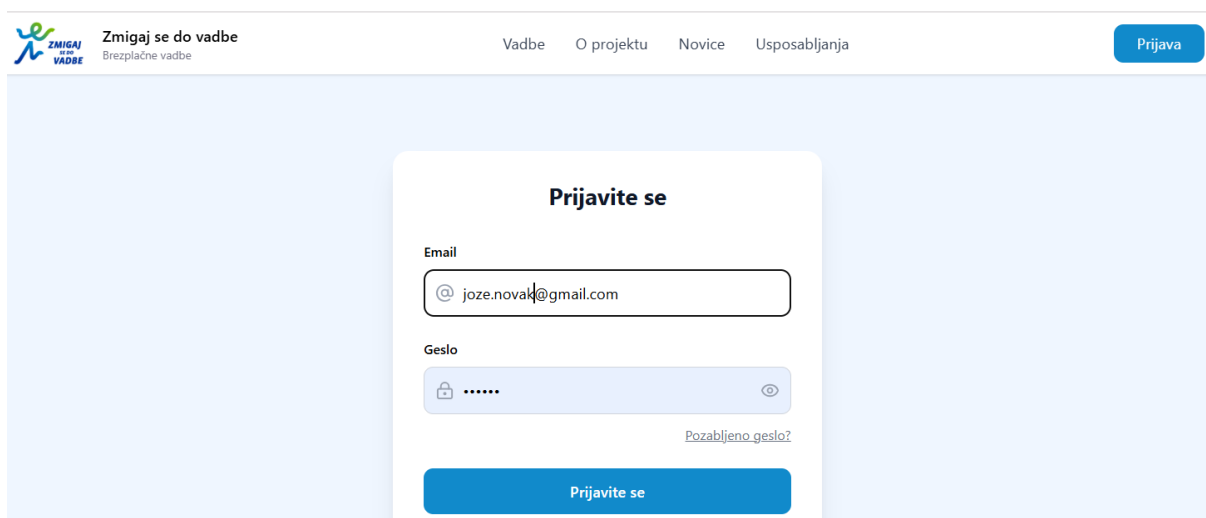 ZMIGAJ
SE DO
VADBE
Zmigaj se do vadbe
Brezplačne vadbe
Vadbe O projektu Novice Usposabljanja
Prijava
Prijavite se
Email
@ joze.novak@gmail.com
Geslo
••••••
Pozabljeno geslo?
Prijavite se